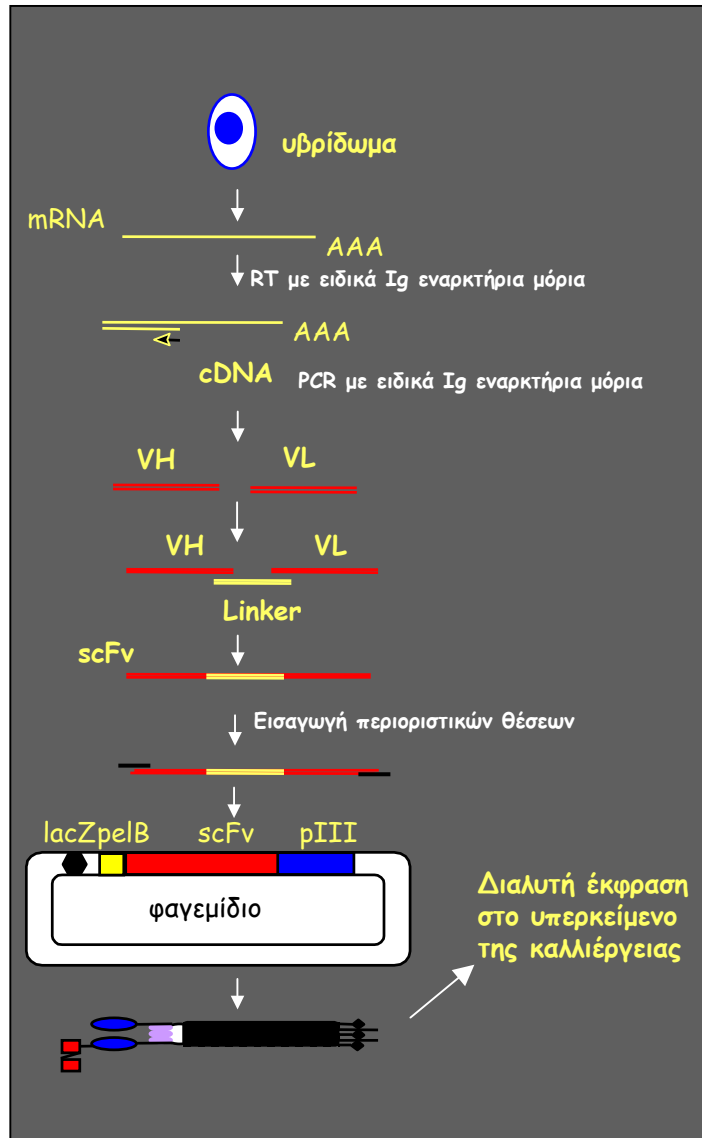 υβρίδωμα
mRNA
AAA
RT με ειδικά Ig εναρκτήρια μόρια
AAA
cDNA
PCR με ειδικά Ig εναρκτήρια μόρια
VH VL
VH VL
Linker
scFv
Εισαγωγή περιοριστικών θέσεων
lacZpelB scFv pIII
φαγεμίδιο
Διαλυτή έκφραση
στο υπερκείμενο
της καλλιέργειας